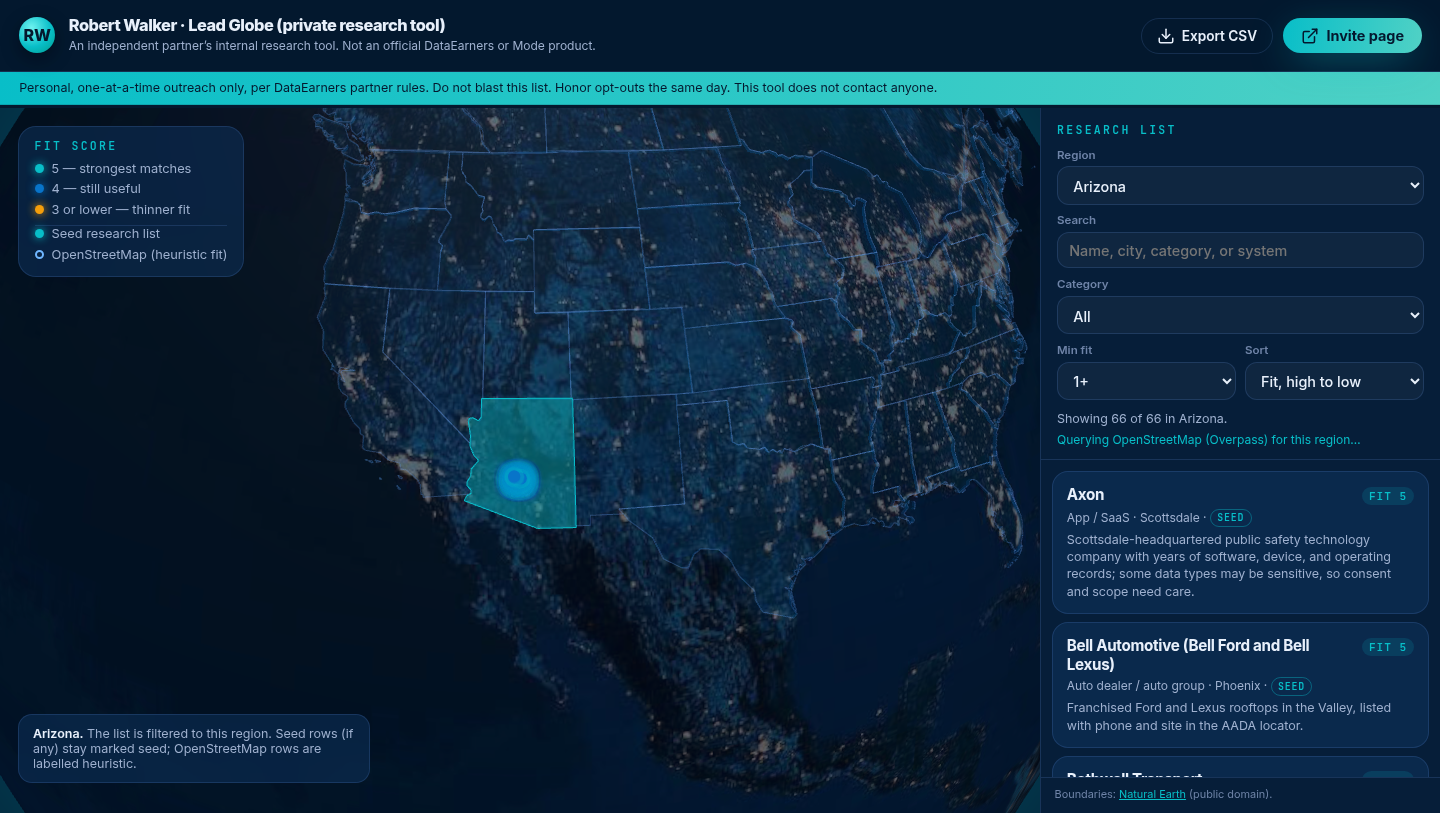 RW
Robert Walker · Lead Globe (private research tool)
An independent partner's internal research tool. Not an official DataEarners or Mode product.
Export CSV
Invite page
Personal, one-at-a-time outreach only, per DataEarners partner rules. Do not blast this list. Honor opt-outs the same day. This tool does not contact anyone.
FIT SCORE
5 — strongest matches
4 — still useful
3 or lower — thinner fit
Seed research list
OpenStreetMap (heuristic fit)
Arizona. The list is filtered to this region. Seed rows (if
any) stay marked seed; OpenStreetMap rows are
labelled heuristic.
RESEARCH LIST
Region
Arizona
Search
Name, city, category, or system
Category
All
Min fit
Sort
1+
Fit, high to low
Showing 66 of 66 in Arizona.
Querying OpenStreetMap (Overpass) for this region…
Axon
FIT 5
App / SaaS · Scottsdale · SEED
Scottsdale-headquartered public safety technology
company with years of software, device, and operating
records; some data types may be sensitive, so consent
and scope need care.
Bell Automotive (Bell Ford and Bell
Lexus)
FIT 5
Auto dealer / auto group · Phoenix · SEED
Franchised Ford and Lexus rooftops in the Valley, listed
with phone and site in the AADA locator.
Bothwell Transport
Boundaries: Natural Earth (public domain).